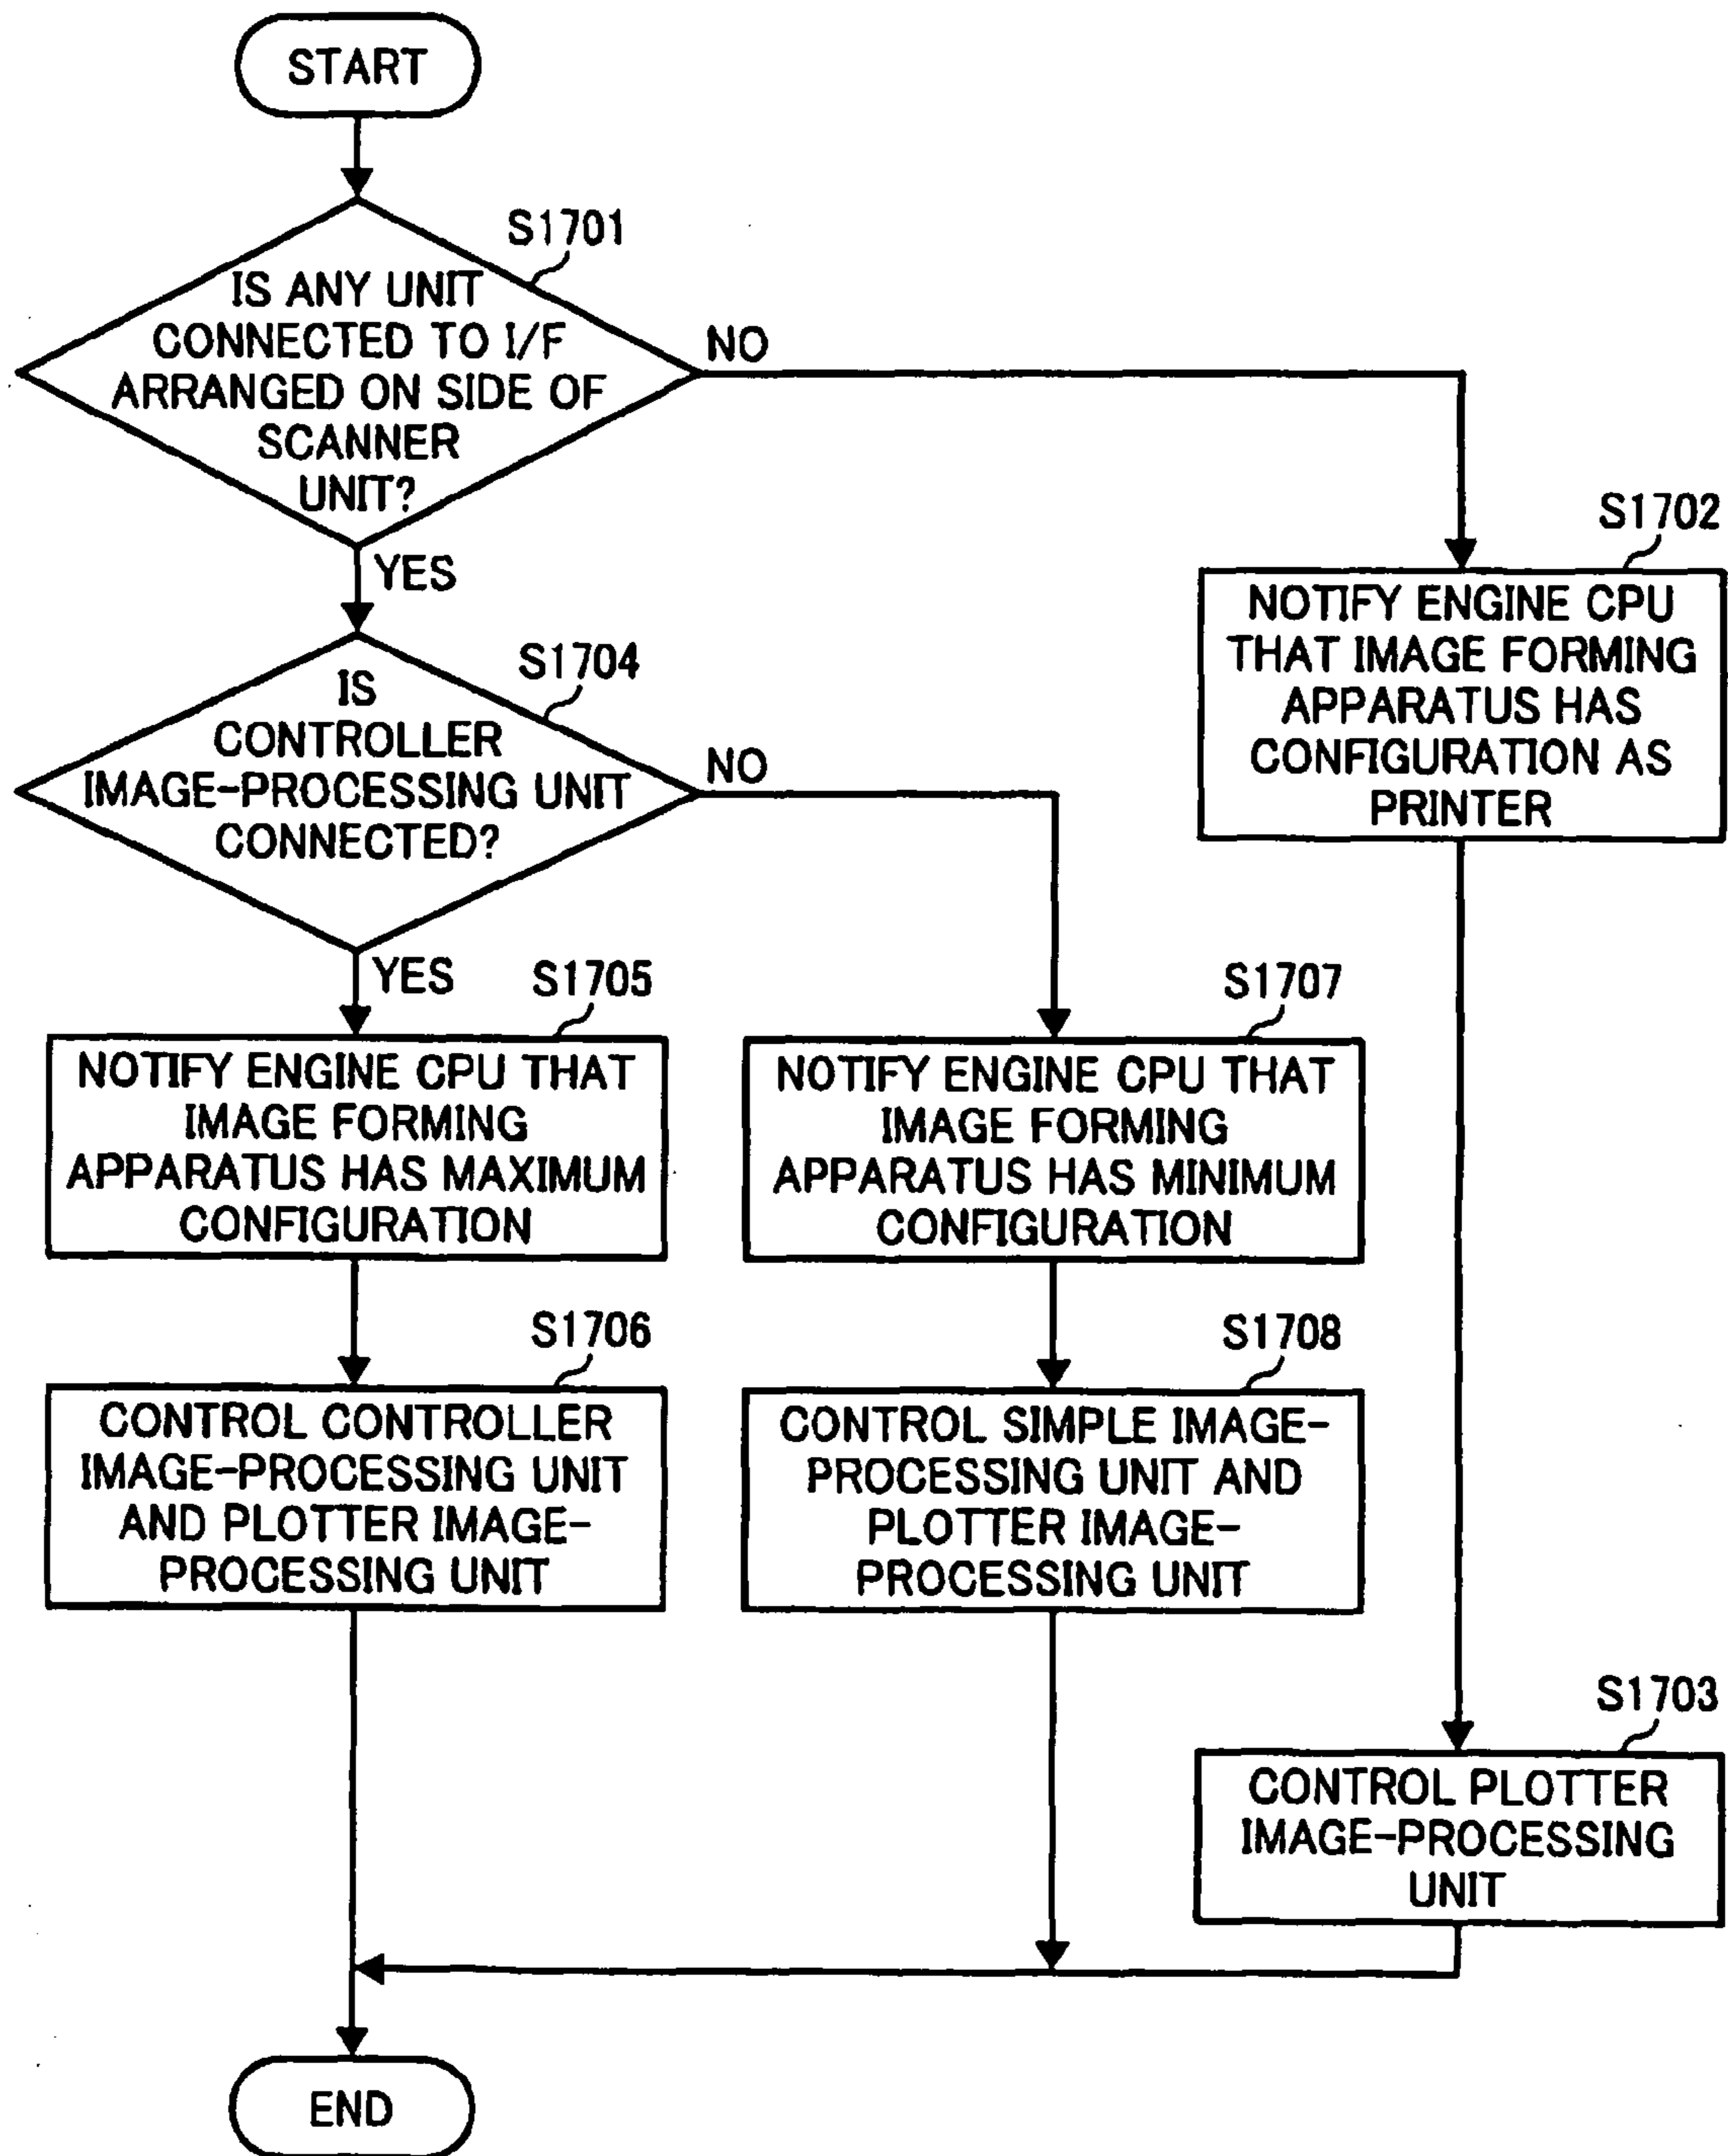 START
S1701
IS ANY UNIT
CONNECTED TO I/F
ARRANGED ON SIDE OF
SCANNER
UNIT?
NO
YES
S1702
NOTIFY ENGINE CPU
THAT IMAGE FORMING
APPARATUS HAS
CONFIGURATION AS
PRINTER
S1704
IS
CONTROLLER
IMAGE-PROCESSING UNIT
CONNECTED?
NO
YES
S1705
NOTIFY ENGINE CPU THAT
IMAGE FORMING
APPARATUS HAS MAXIMUM
CONFIGURATION
S1707
NOTIFY ENGINE CPU THAT
IMAGE FORMING
APPARATUS HAS MINIMUM
CONFIGURATION
S1706
CONTROL CONTROLLER
IMAGE-PROCESSING UNIT
AND PLOTTER IMAGE-
PROCESSING UNIT
S1708
CONTROL SIMPLE IMAGE-
PROCESSING UNIT AND
PLOTTER IMAGE-
PROCESSING UNIT
S1703
CONTROL PLOTTER
IMAGE-PROCESSING
UNIT
END